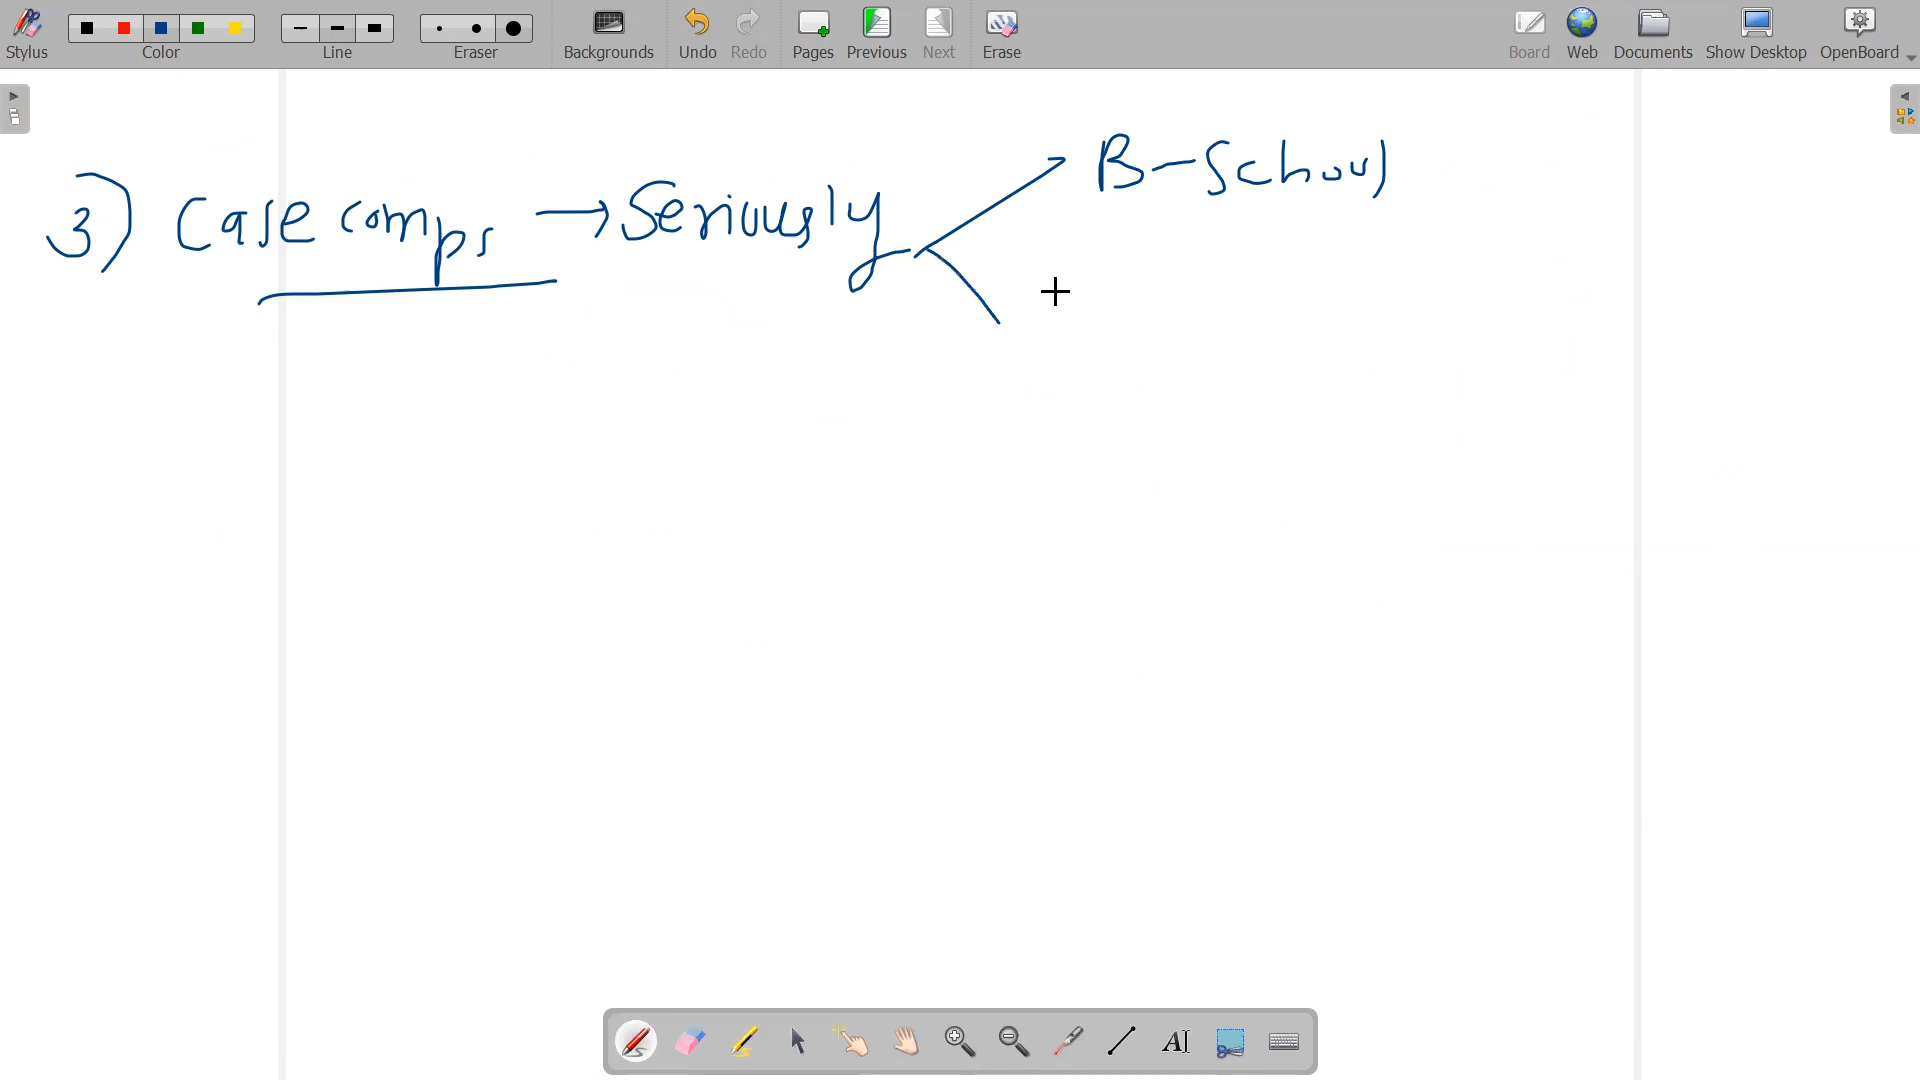 Stylus Color Line Eraser Backgrounds Undo Redo Pages Previous Next Erase Board Web Documents Show Desktop OpenBoard
B-School
3) Case comps → Seriously
AI